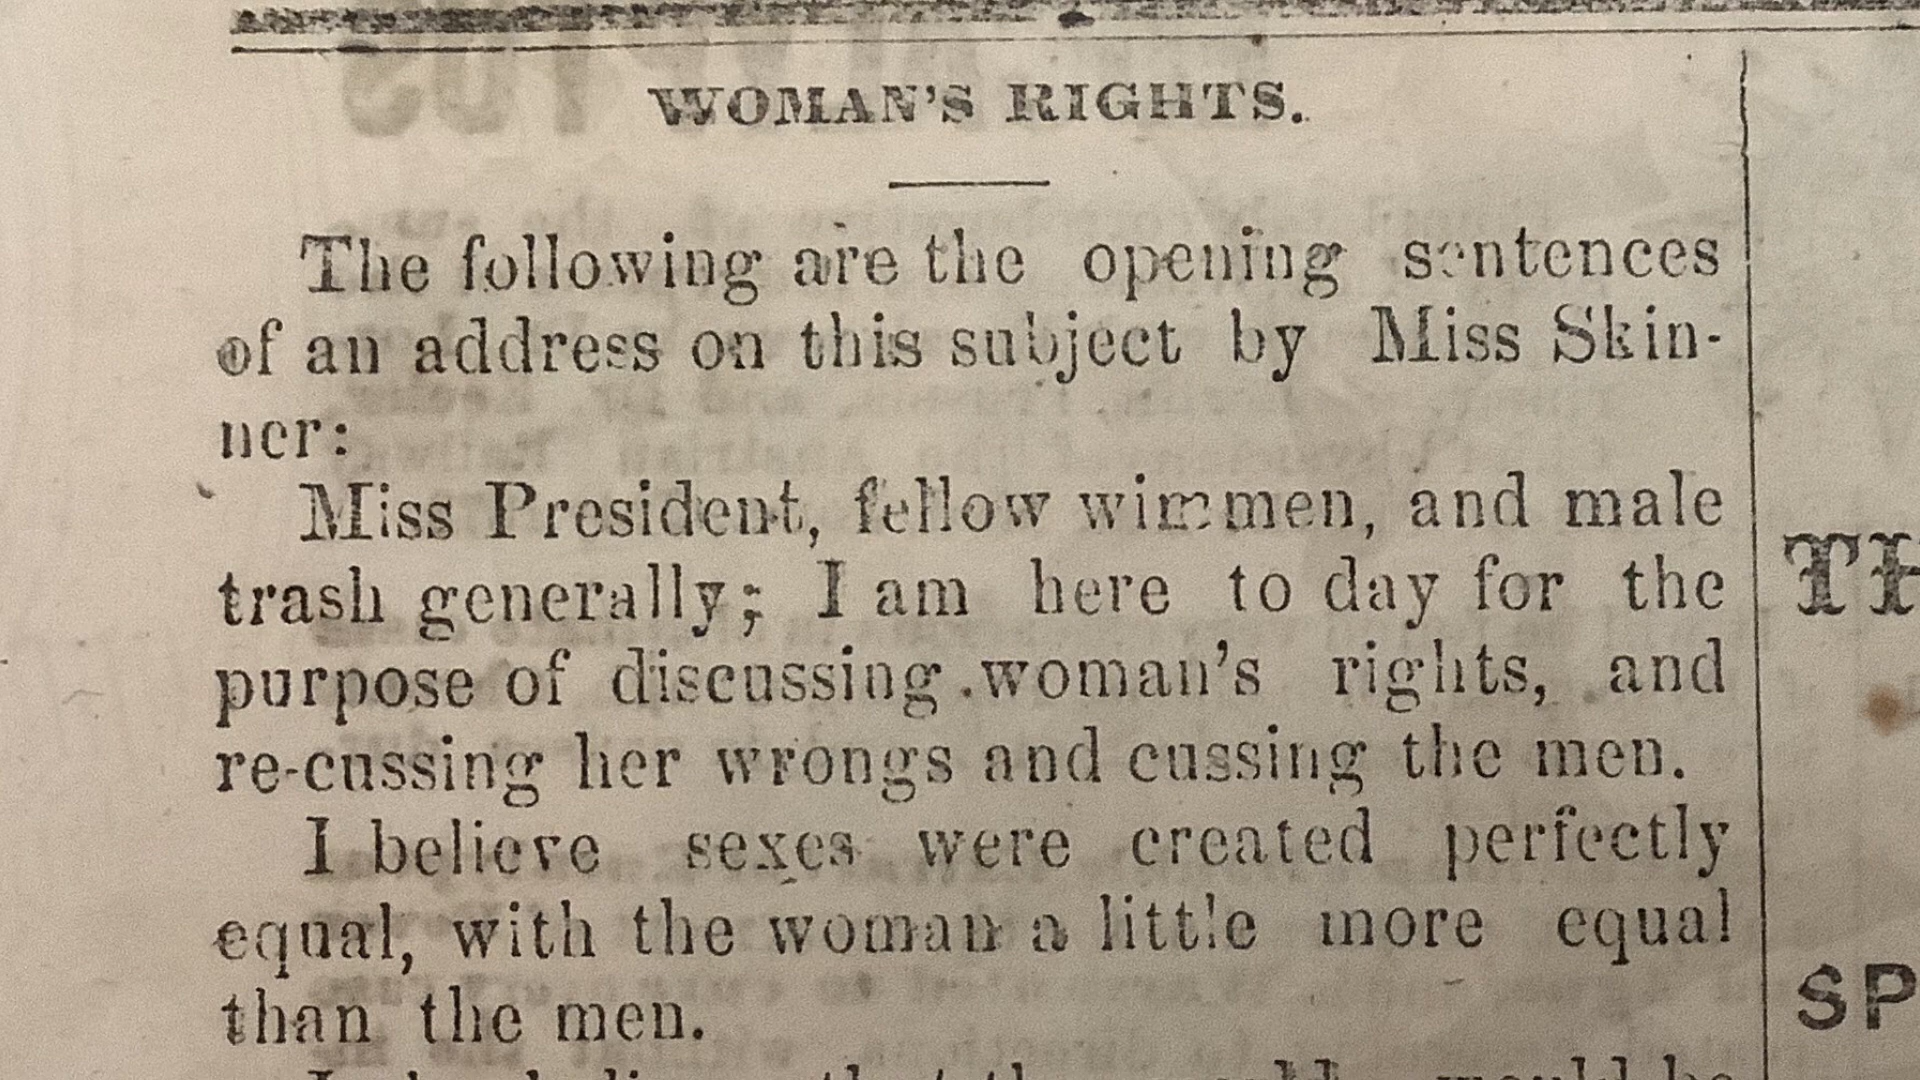 WOMAN'S RIGHTS.
The following are the opening sentences
of an address on this subject by Miss Skin-
ner:
Miss President, fellow wimmen, and male
trash generally; I am here to day for the
purpose of discussing woman's rights, and
re-cussing her wrongs and cussing the men.
I believe sexes were created perfectly
equal, with the woman a little more equal
than the men.
TH
SP